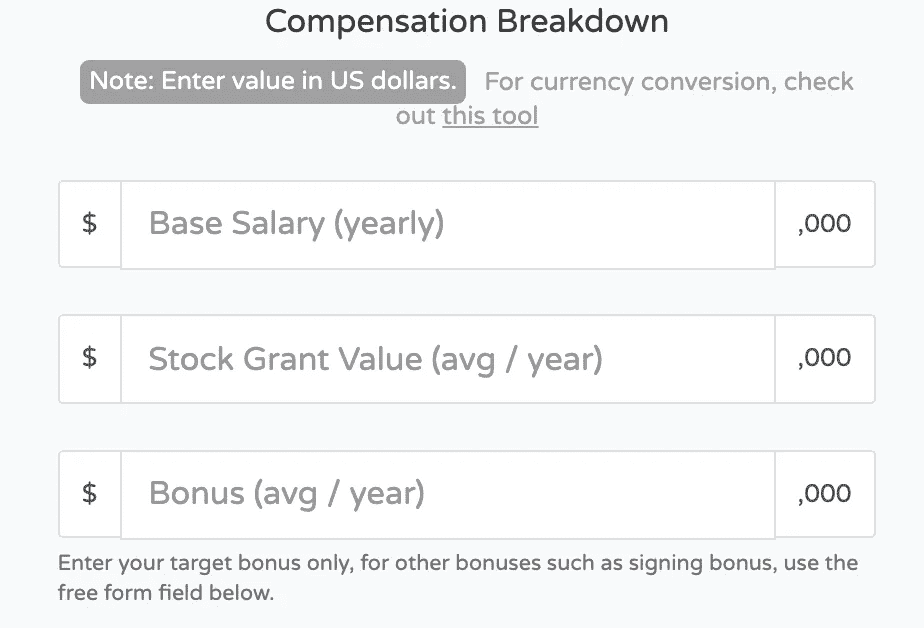 Compensation Breakdown
Note: Enter value in US dollars. For currency conversion, check
out this tool
$ Base Salary (yearly) ,000
$ Stock Grant Value (avg / year) ,000
$ Bonus (avg / year) ,000
Enter your target bonus only, for other bonuses such as signing bonus, use the
free form field below.